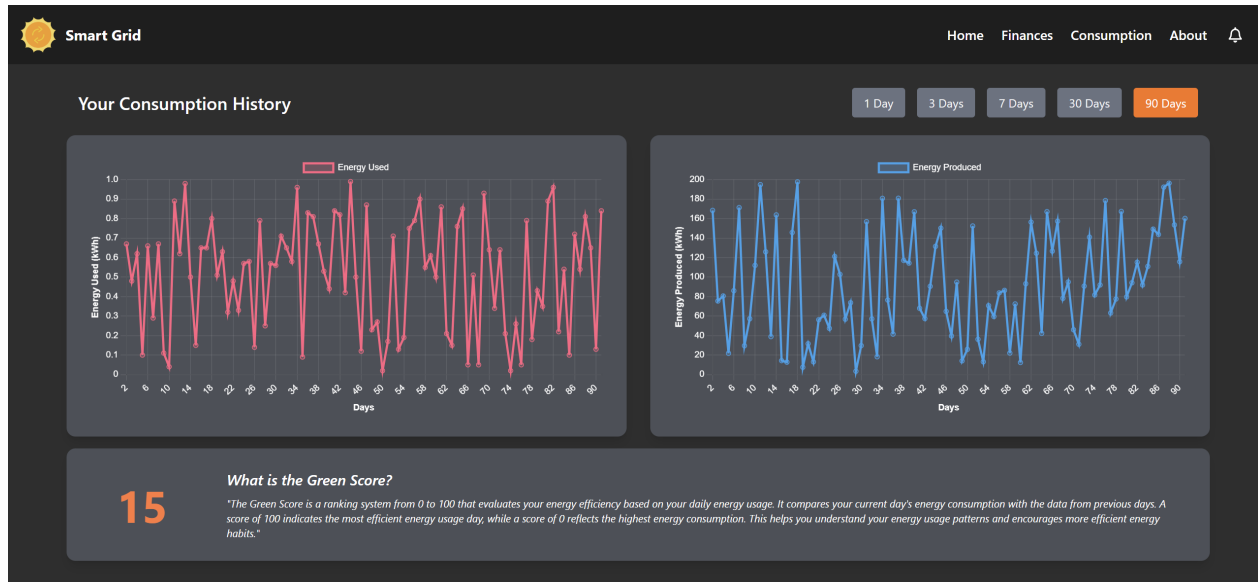 Smart Grid
Home Finances Consumption About
Your Consumption History
1 Day 3 Days 7 Days 30 Days 90 Days
Energy Used
1.0
0.9
0.8
0.7
0.6
0.5
0.4
0.3
0.2
0.1
0
Energy Used (kWh)
2 6 10 14 18 22 26 30 34 38 42 46 50 54 58 62 66 70 74 78 82 86 90
Days
Energy Produced
200
180
160
140
120
100
80
60
40
20
0
Energy Produced (kWh)
2 6 10 14 18 22 26 30 34 38 42 46 50 54 58 62 66 70 74 78 82 86 90
Days
15
What is the Green Score?
"The Green Score is a ranking system from 0 to 100 that evaluates your energy efficiency based on your daily energy usage. It compares your current day's energy consumption with the data from previous days. A
score of 100 indicates the most efficient energy usage day, while a score of 0 reflects the highest energy consumption. This helps you understand your energy usage patterns and encourages more efficient energy
habits."